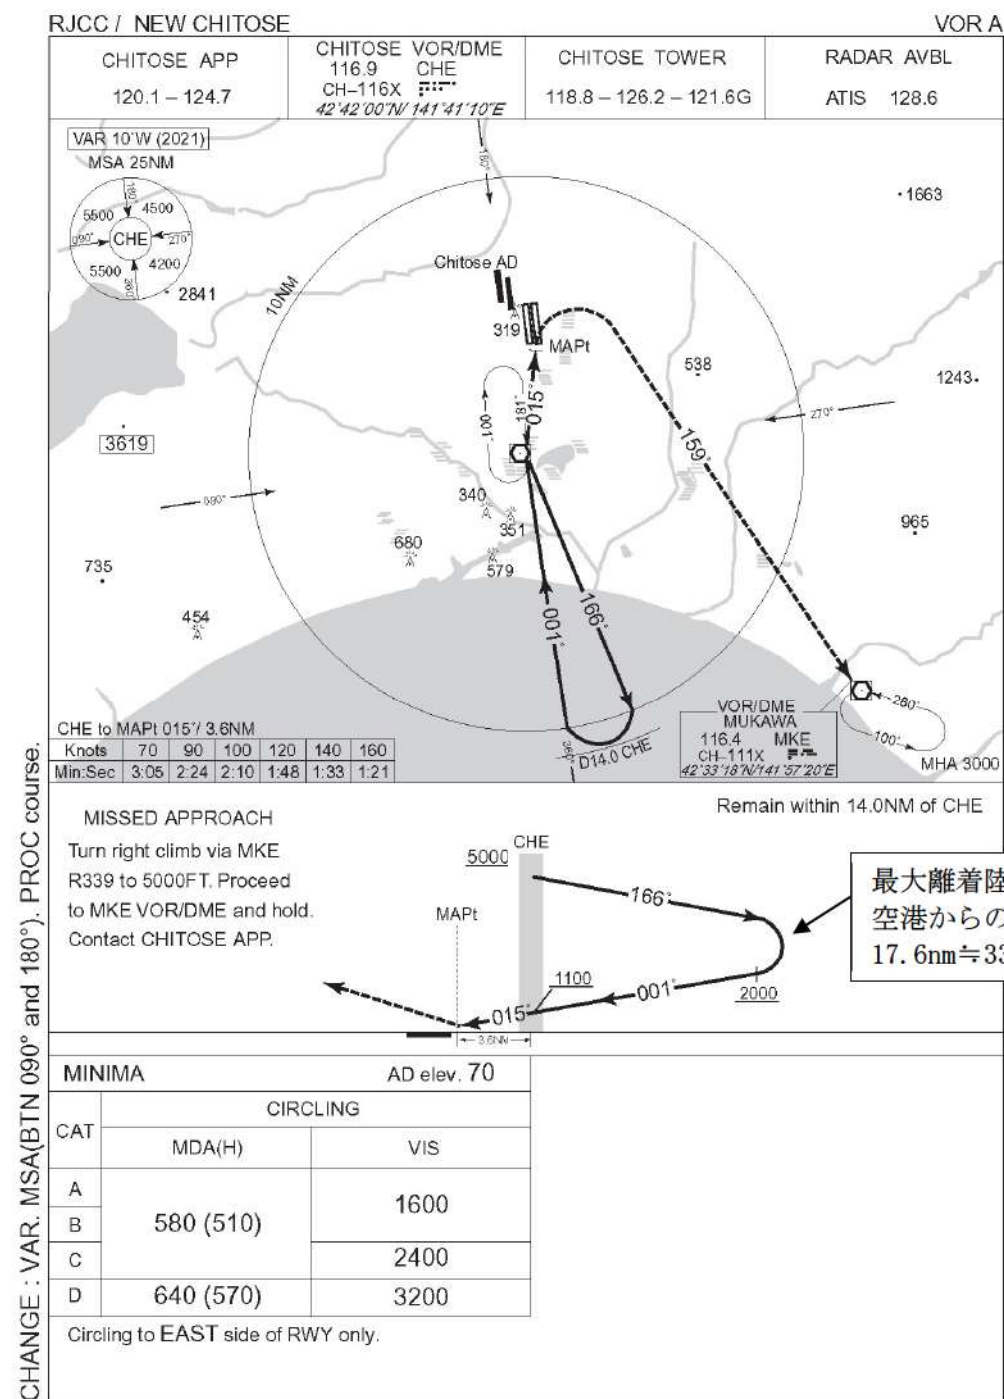 RJCC / NEW CHITOSE
VOR A
CHITOSE APP
120.1 – 124.7
CHITOSE VOR/DME
116.9 CHE
CH–116X
42°42'00"N/ 141°41'10"E
CHITOSE TOWER
118.8 – 126.2 – 121.6G
RADAR AVBL
ATIS 128.6
VAR 10°W (2021)
MSA 25NM
180°
5500
4500
090°
CHE
270°
5500
4200
360°
2841
180°
1663
10NM
Chitose AD
319
MAPt
538
1243
3619
001°
181°
015°
270°
159°
090°
340
351
680
579
965
735
454
001°
166°
VOR/DME
MUKAWA
116.4 MKE
CH–111X
42°33'18"N/141°57'20"E
280°
100°
MHA 3000
360°
D14.0 CHE
CHE to MAPt 015°/ 3.6NM
Knots 70 90 100 120 140 160
Min:Sec 3:05 2:24 2:10 1:48 1:33 1:21
MISSED APPROACH
Turn right climb via MKE
R339 to 5000FT. Proceed
to MKE VOR/DME and hold.
Contact CHITOSE APP.
Remain within 14.0NM of CHE
CHE
5000
166°
MAPt
1100
001°
2000
015°
3.6NM
最大離着陸
空港からの
17.6nm≒33
MINIMA
AD elev. 70
CAT
CIRCLING
MDA(H)
VIS
A
B
580 (510)
1600
C
2400
D
640 (570)
3200
Circling to EAST side of RWY only.
CHANGE : VAR. MSA(BTN 090° and 180°). PROC course.